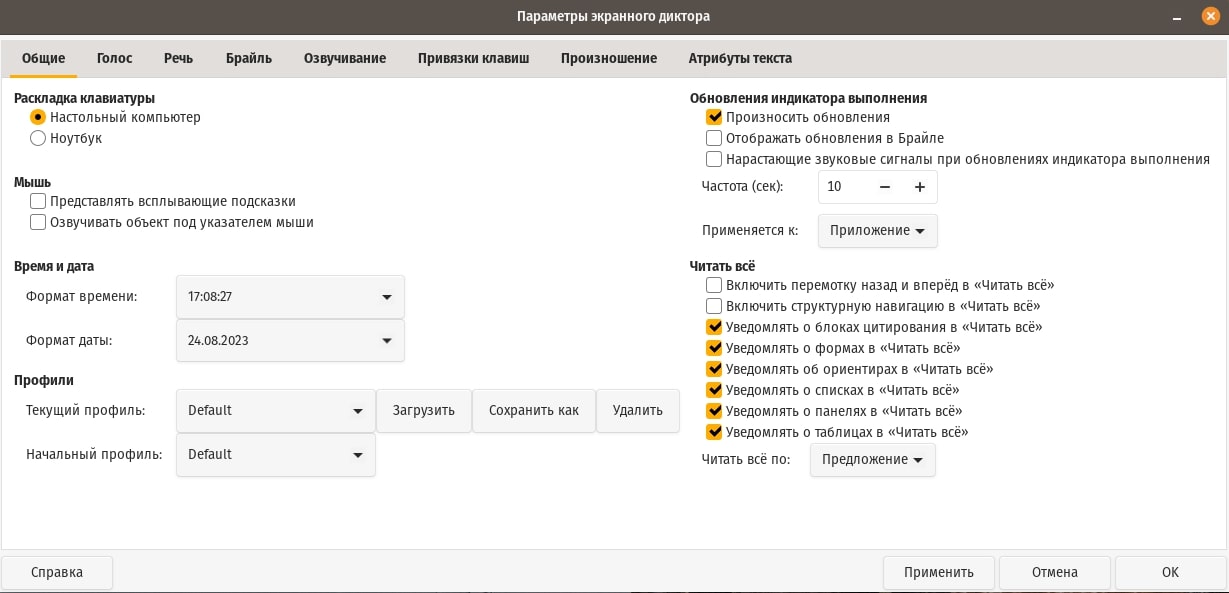 Параметры экранного диктора
Общие Голос Речь Брайль Озвучивание Привязки клавиш Произношение Атрибуты текста
Раскладка клавиатуры
Настольный компьютер
Ноутбук
Мышь
Представлять всплывающие подсказки
Озвучивать объект под указателем мыши
Время и дата
Формат времени: 17:08:27
Формат даты: 24.08.2023
Профили
Текущий профиль: Default Загрузить Сохранить как Удалить
Начальный профиль: Default
Обновления индикатора выполнения
Произносить обновления
Отображать обновления в Брайле
Нарастающие звуковые сигналы при обновлениях индикатора выполнения
Частота (сек): 10 − +
Применяется к: Приложение
Читать всё
Включить перемотку назад и вперёд в «Читать всё»
Включить структурную навигацию в «Читать всё»
Уведомлять о блоках цитирования в «Читать всё»
Уведомлять о формах в «Читать всё»
Уведомлять об ориентирах в «Читать всё»
Уведомлять о списках в «Читать всё»
Уведомлять о панелях в «Читать всё»
Уведомлять о таблицах в «Читать всё»
Читать всё по: Предложение
Справка Применить Отмена OK